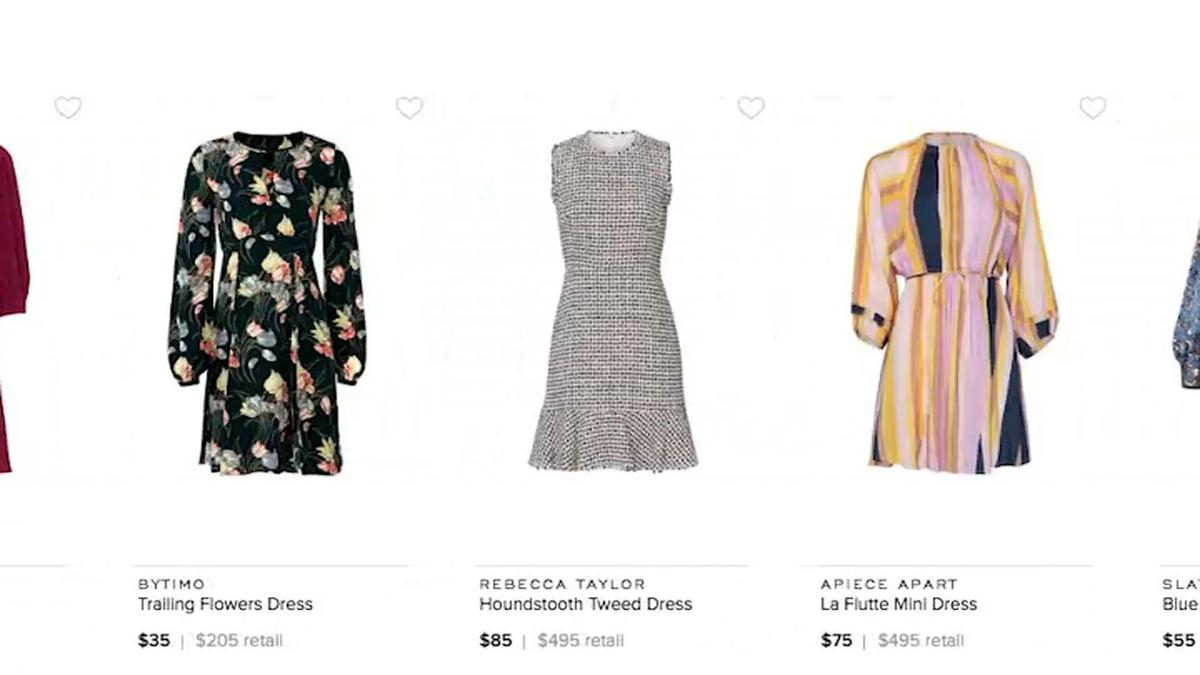 BYTIMO
Trailing Flowers Dress
$35 | $205 retail
REBECCA TAYLOR
Houndstooth Tweed Dress
$85 | $495 retail
APIECE APART
La Flutte Mini Dress
$75 | $495 retail
SLA
Blue
$55